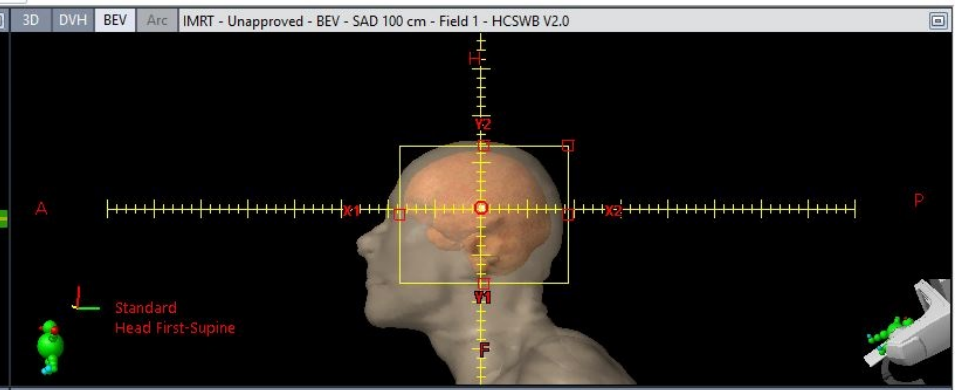 3D DVH BEV Arc IMRT - Unapproved - BEV - SAD 100 cm - Field 1 - HCSWB V2.0
H
Y2
A X1 X2 P
Y1
Standard
Head First-Supine
F